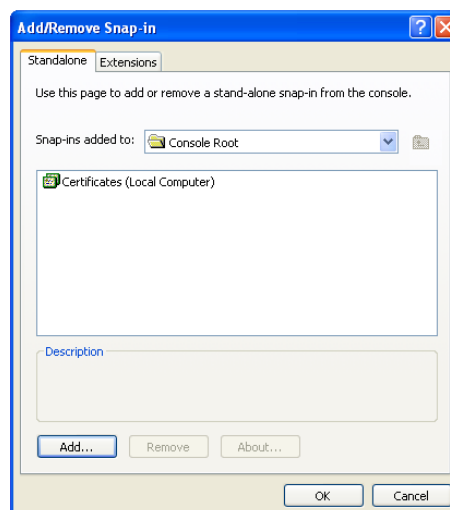 Add/Remove Snap-in
Standalone Extensions
Use this page to add or remove a stand-alone snap-in from the console.
Snap-ins added to: Console Root
Certificates (Local Computer)
Description
Add... Remove About...
OK Cancel